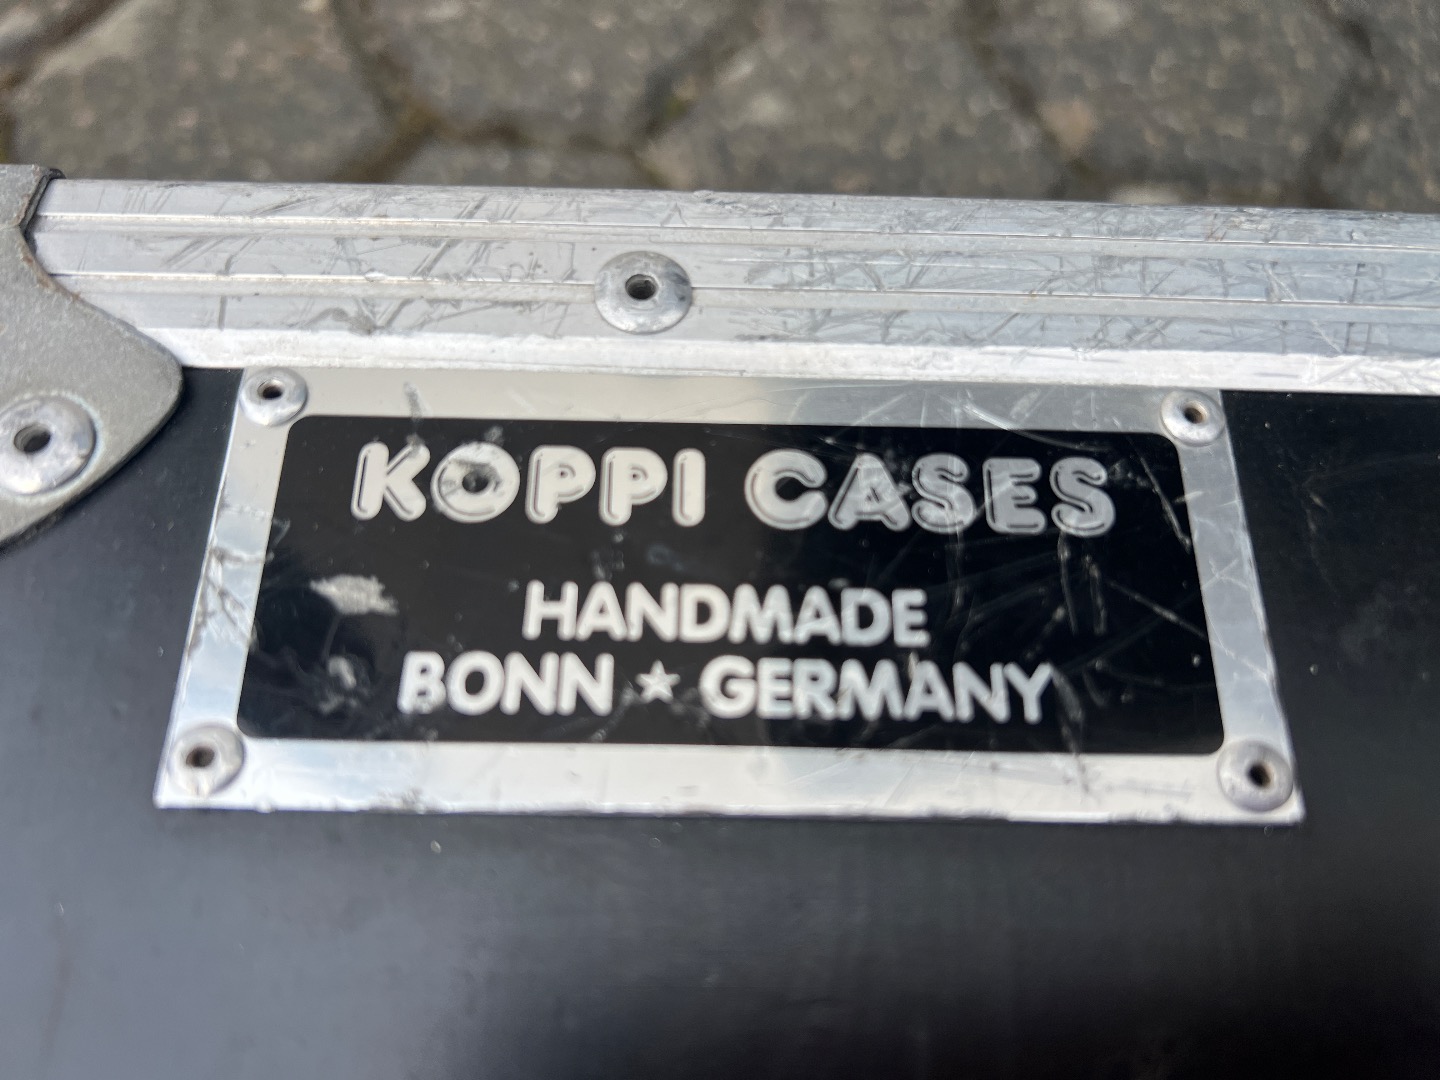 KOPPI CASES
HANDMADE
BONN ★ GERMANY